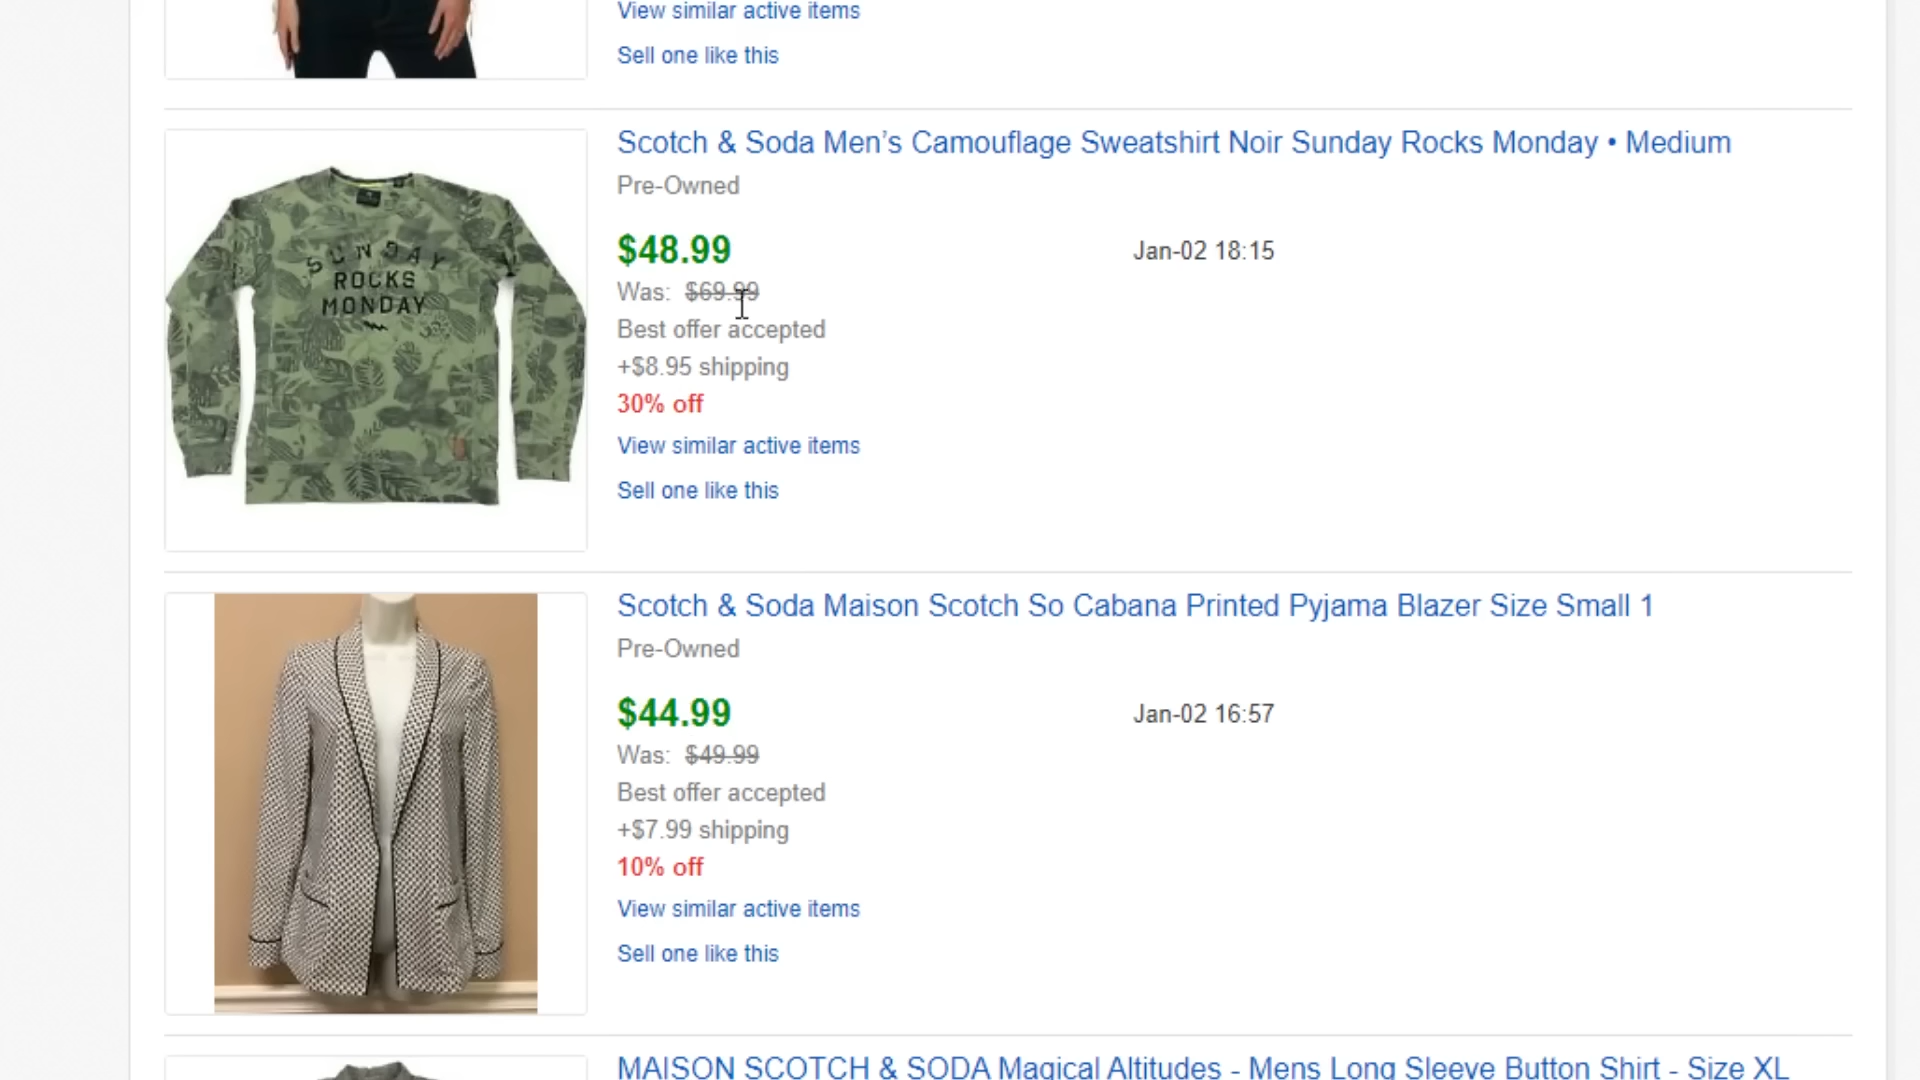 View similar active items
Sell one like this
Scotch & Soda Men’s Camouflage Sweatshirt Noir Sunday Rocks Monday • Medium
Pre-Owned
$48.99
Jan-02 18:15
Was: $69.99
Best offer accepted
+$8.95 shipping
30% off
View similar active items
Sell one like this
SUNDAY
ROCKS
MONDAY
Scotch & Soda Maison Scotch So Cabana Printed Pyjama Blazer Size Small 1
Pre-Owned
$44.99
Jan-02 16:57
Was: $49.99
Best offer accepted
+$7.99 shipping
10% off
View similar active items
Sell one like this
MAISON SCOTCH & SODA Magical Altitudes - Mens Long Sleeve Button Shirt - Size XL